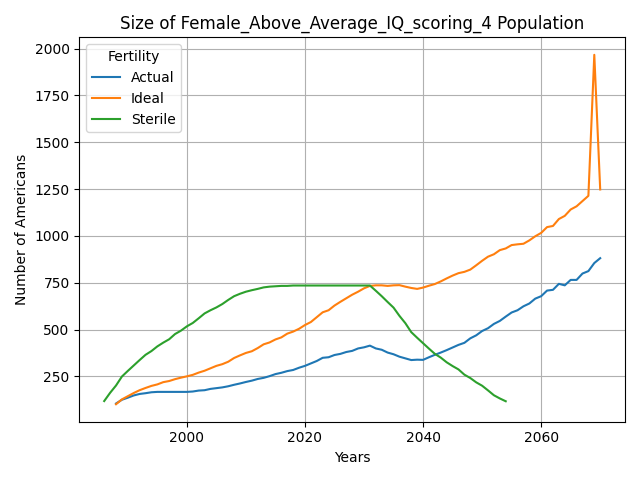 Size of Female_Above_Average_IQ_scoring_4 Population
Fertility
Actual
Ideal
Sterile
Number of Americans
2000
1750
1500
1250
1000
750
500
250
2000
2020
2040
2060
Years